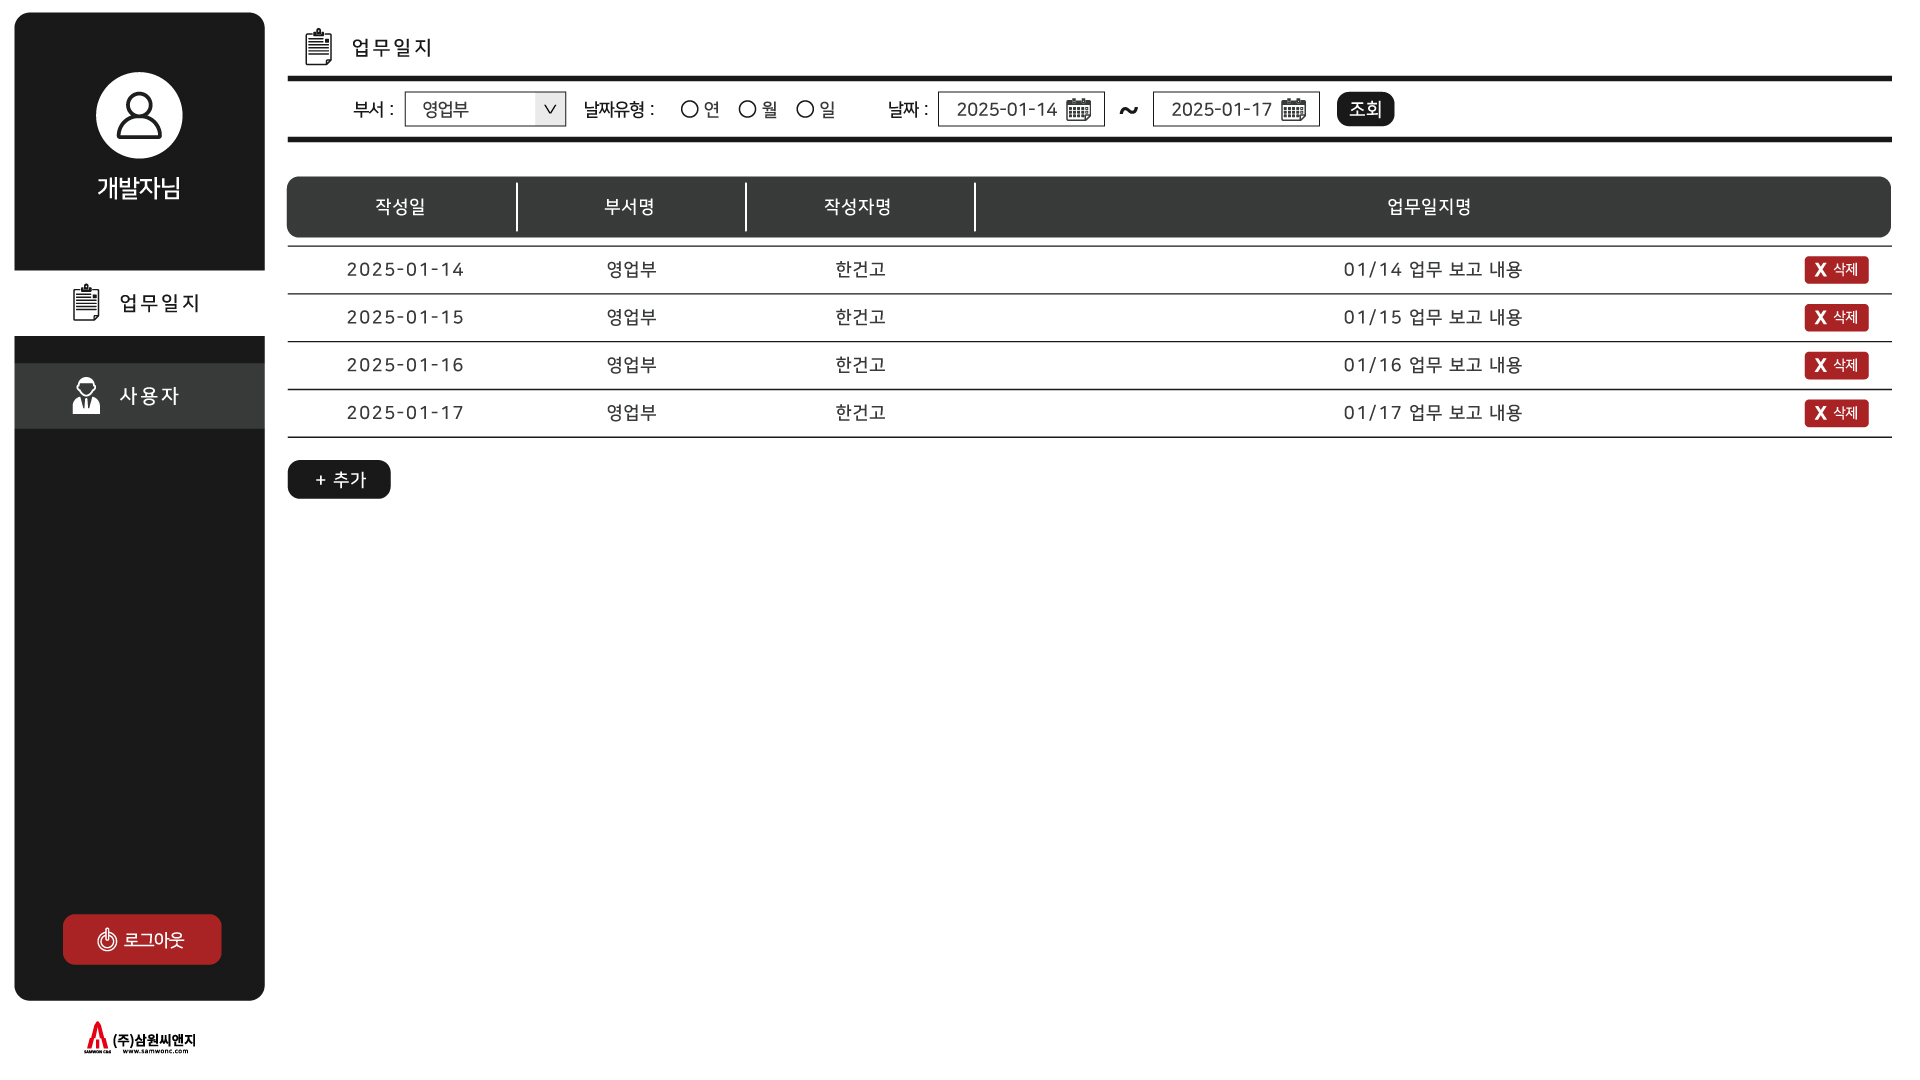 개발자님
업무일지
사용자
로그아웃
SAMWON C&G
(주)삼원씨앤지
www.samwonc.com
업무일지
부서 : 영업부 날짜유형 : 연 월 일 날짜 : 2025-01-14 ~ 2025-01-17 조회
작성일 부서명 작성자명 업무일지명
2025-01-14 영업부 한건고 01/14 업무 보고 내용 X 삭제
2025-01-15 영업부 한건고 01/15 업무 보고 내용 X 삭제
2025-01-16 영업부 한건고 01/16 업무 보고 내용 X 삭제
2025-01-17 영업부 한건고 01/17 업무 보고 내용 X 삭제
+ 추가